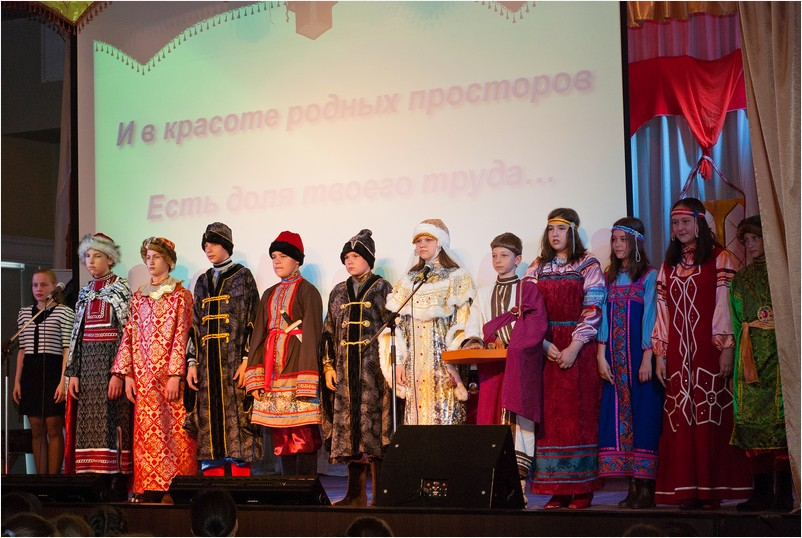 И в красоте родных просторов
Есть доля твоего труда...